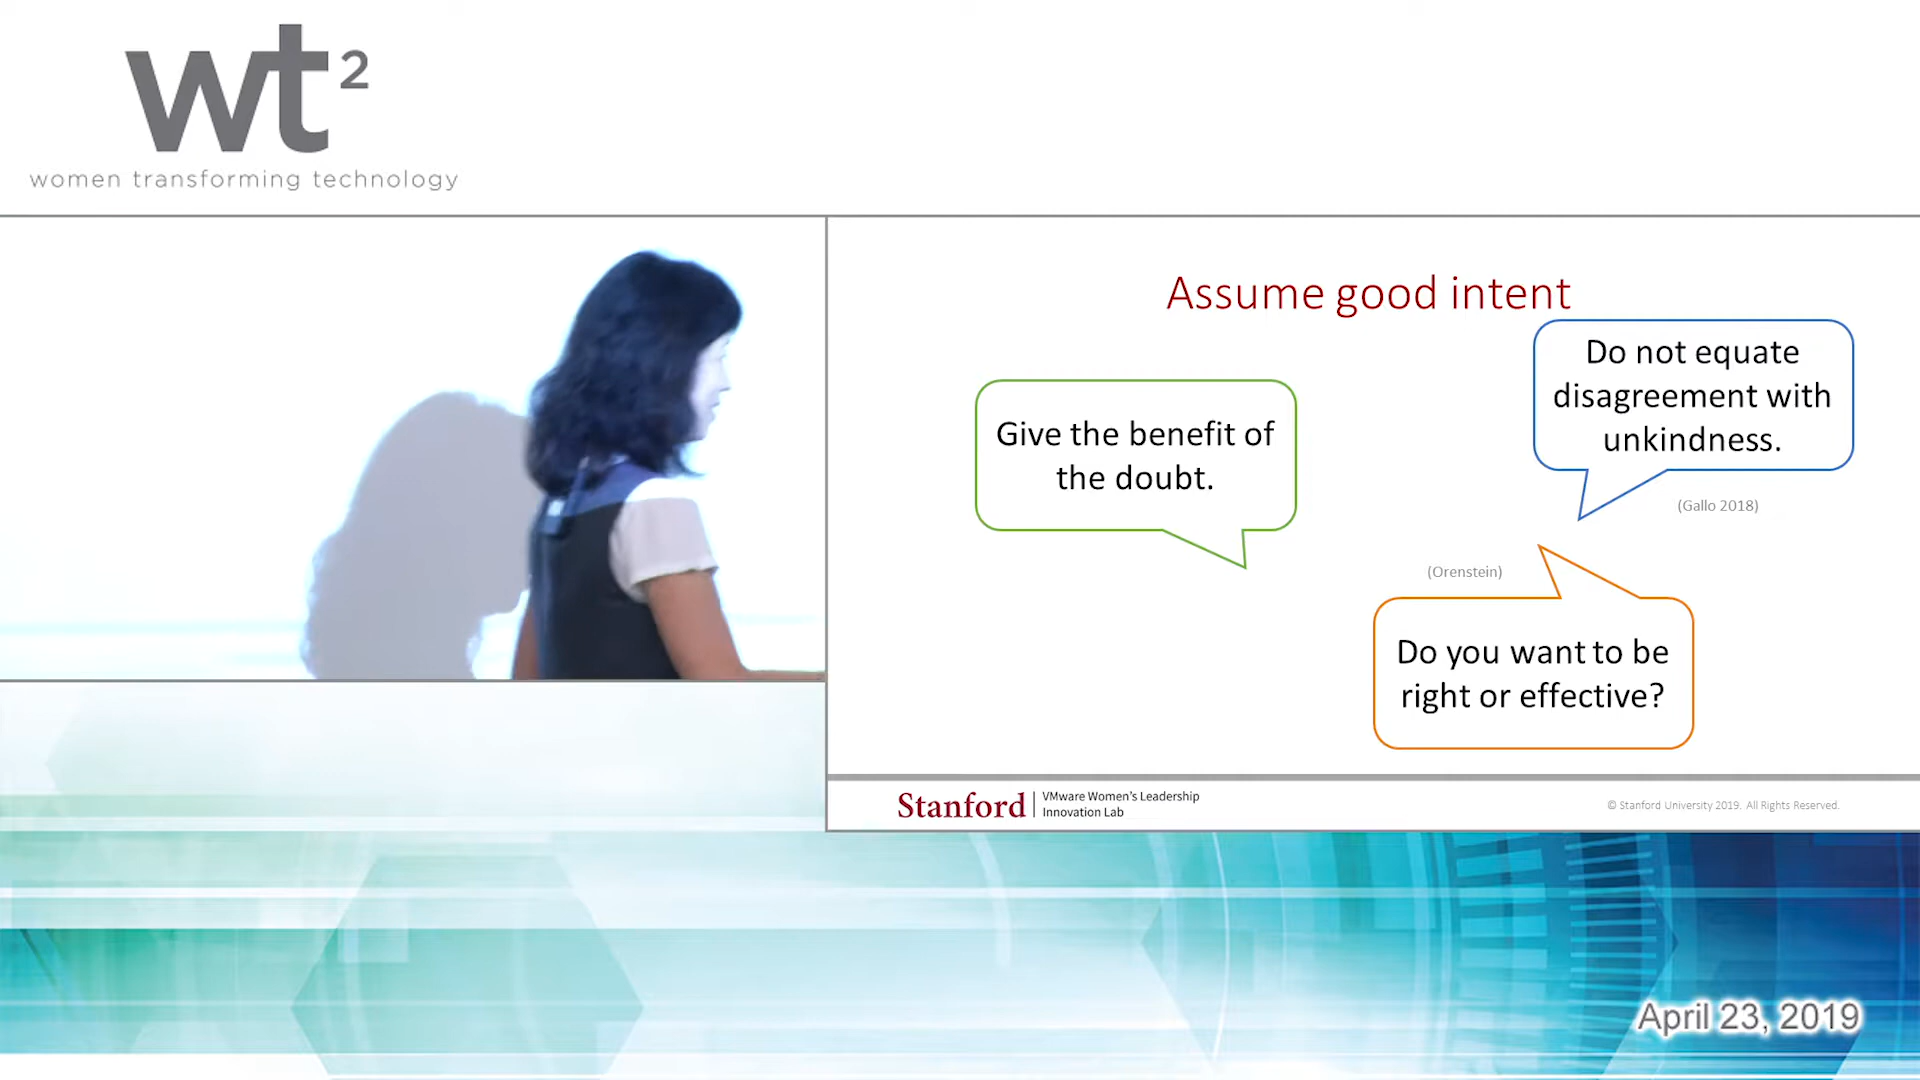 wt²
women transforming technology
Assume good intent
Do not equate
disagreement with
unkindness.
Give the benefit of
the doubt.
(Gallo 2018)
(Orenstein)
Do you want to be
right or effective?
Stanford
VMware Women's Leadership
Innovation Lab
© Stanford University 2019. All Rights Reserved.
April 23, 2019